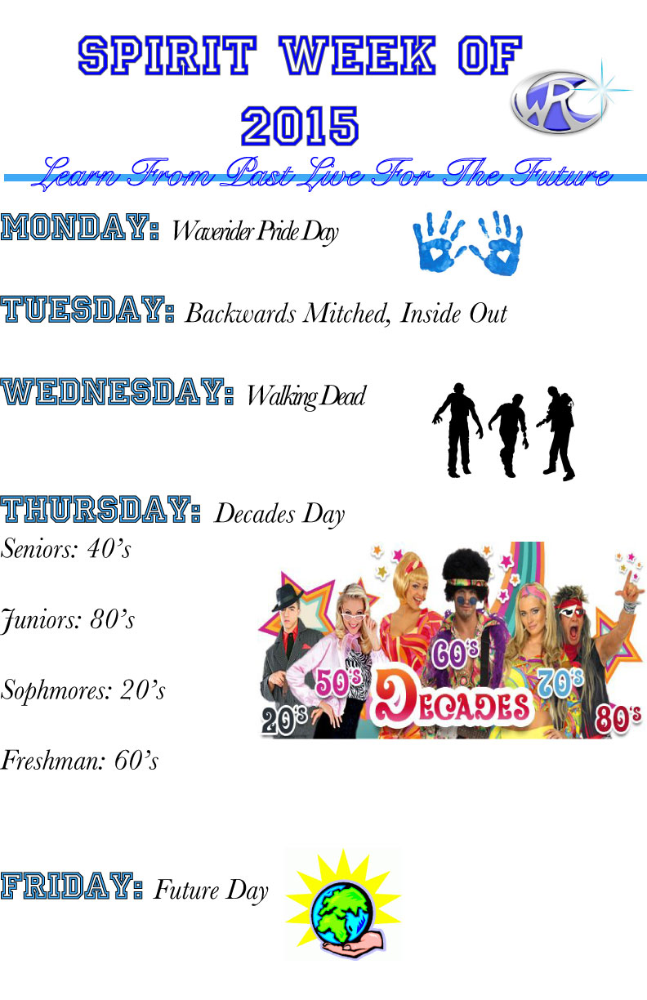 SPIRIT WEEK OF
2015
WRC
Learn From Past Live For The Future
MONDAY: Waverider Pride Day
TUESDAY: Backwards Mitched, Inside Out
WEDNESDAY: Walking Dead
THURSDAY: Decades Day
Seniors: 40's
Juniors: 80's
Sophmores: 20's
Freshman: 60's
20's
50's
DECADES
60's
70's
80's
FRIDAY: Future Day